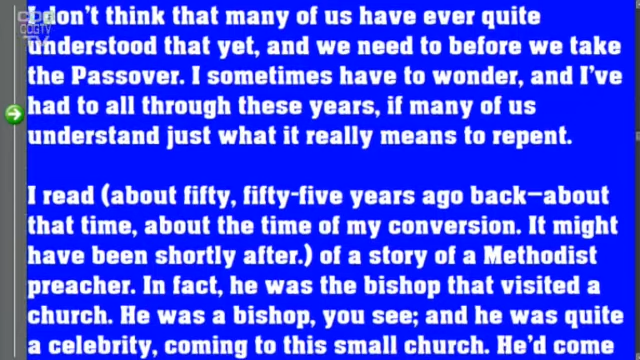 COG
COGTV
TV
I don't think that many of us have ever quite
understood that yet, and we need to before we take
the Passover. I sometimes have to wonder, and I've
had to all through these years, if many of us
understand just what it really means to repent.
I read (about fifty, fifty-five years ago back—about
that time, about the time of my conversion. It might
have been shortly after.) of a story of a Methodist
preacher. In fact, he was the bishop that visited a
church. He was a bishop, you see; and he was quite
a celebrity, coming to this small church. He'd come